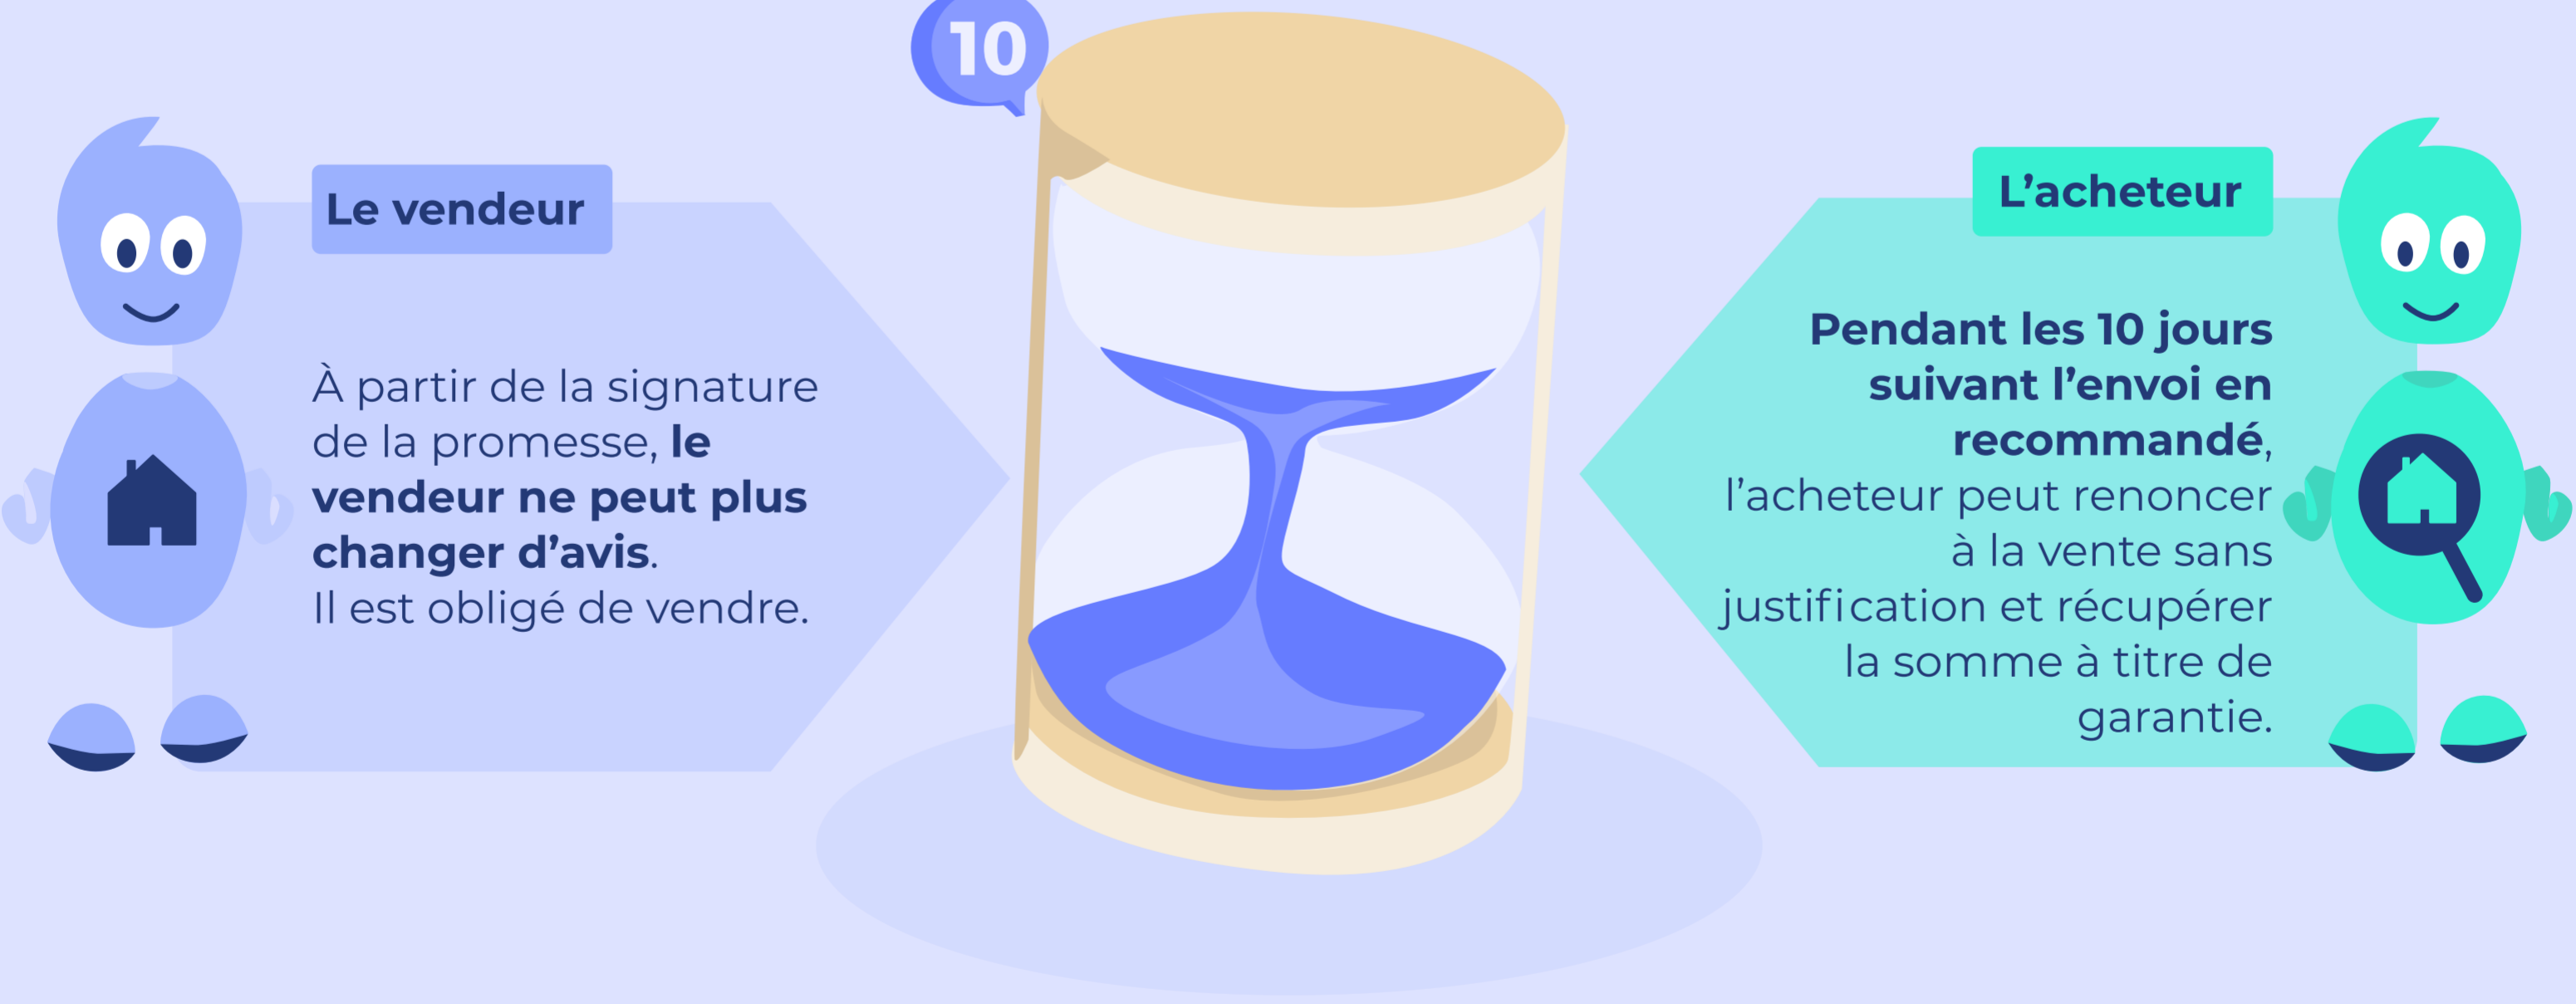 10
Le vendeur
À partir de la signature
de la promesse, le
vendeur ne peut plus
changer d’avis.
Il est obligé de vendre.
L’acheteur
Pendant les 10 jours
suivant l’envoi en
recommandé,
l’acheteur peut renoncer
à la vente sans
justification et récupérer
la somme à titre de
garantie.